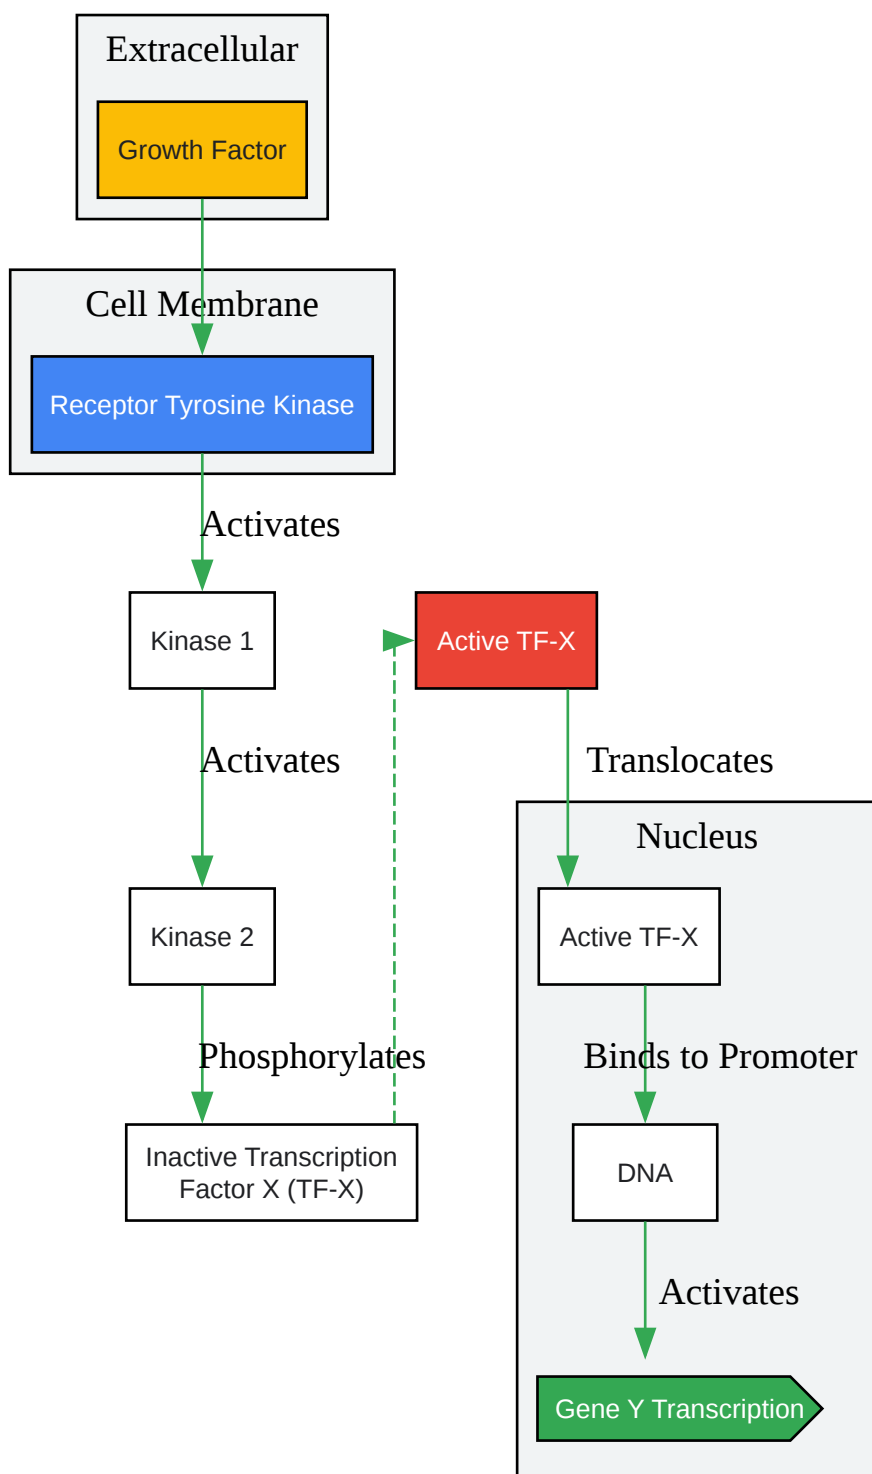 Extracellular
Growth Factor
Cell Membrane
Receptor Tyrosine Kinase
Activates
Kinase 1
Active TF-X
Activates
Translocates
Nucleus
Kinase 2
Active TF-X
Phosphorylates
Binds to Promoter
Inactive Transcription
Factor X (TF-X)
DNA
Activates
Gene Y Transcription